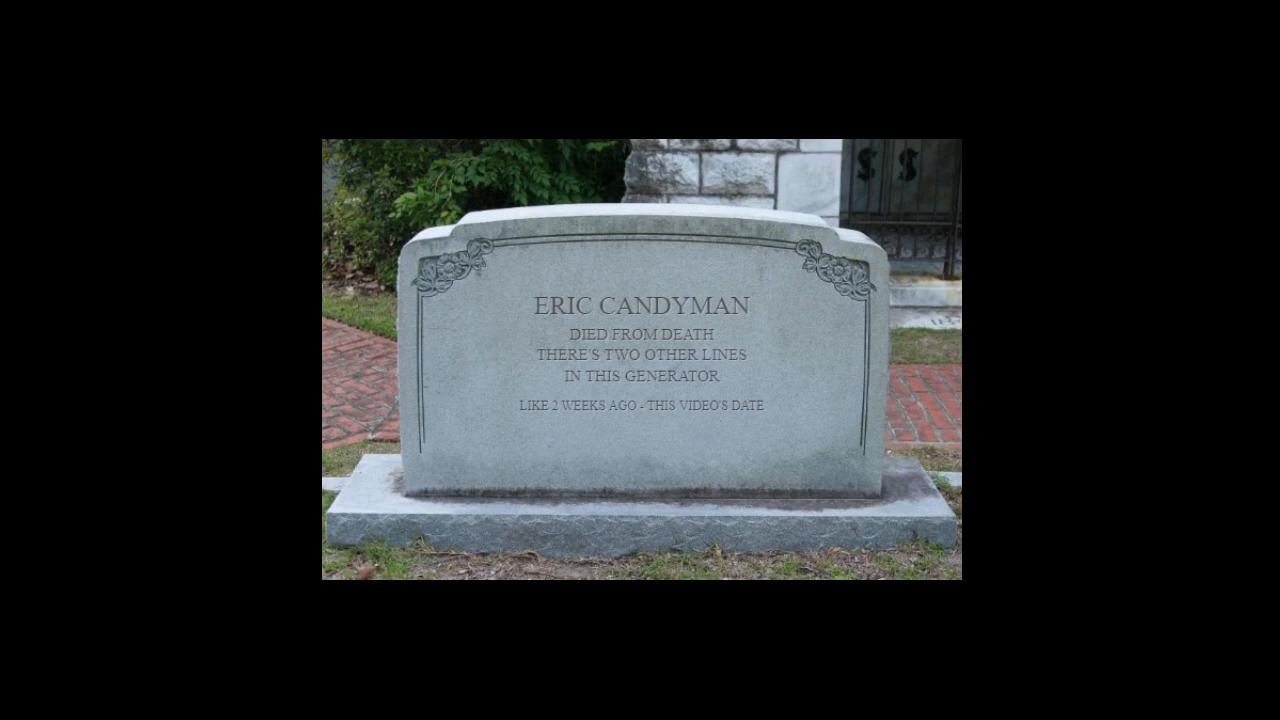 ERIC CANDYMAN
DIED FROM DEATH
THERE'S TWO OTHER LINES
IN THIS GENERATOR
LIKE 2 WEEKS AGO - THIS VIDEO'S DATE